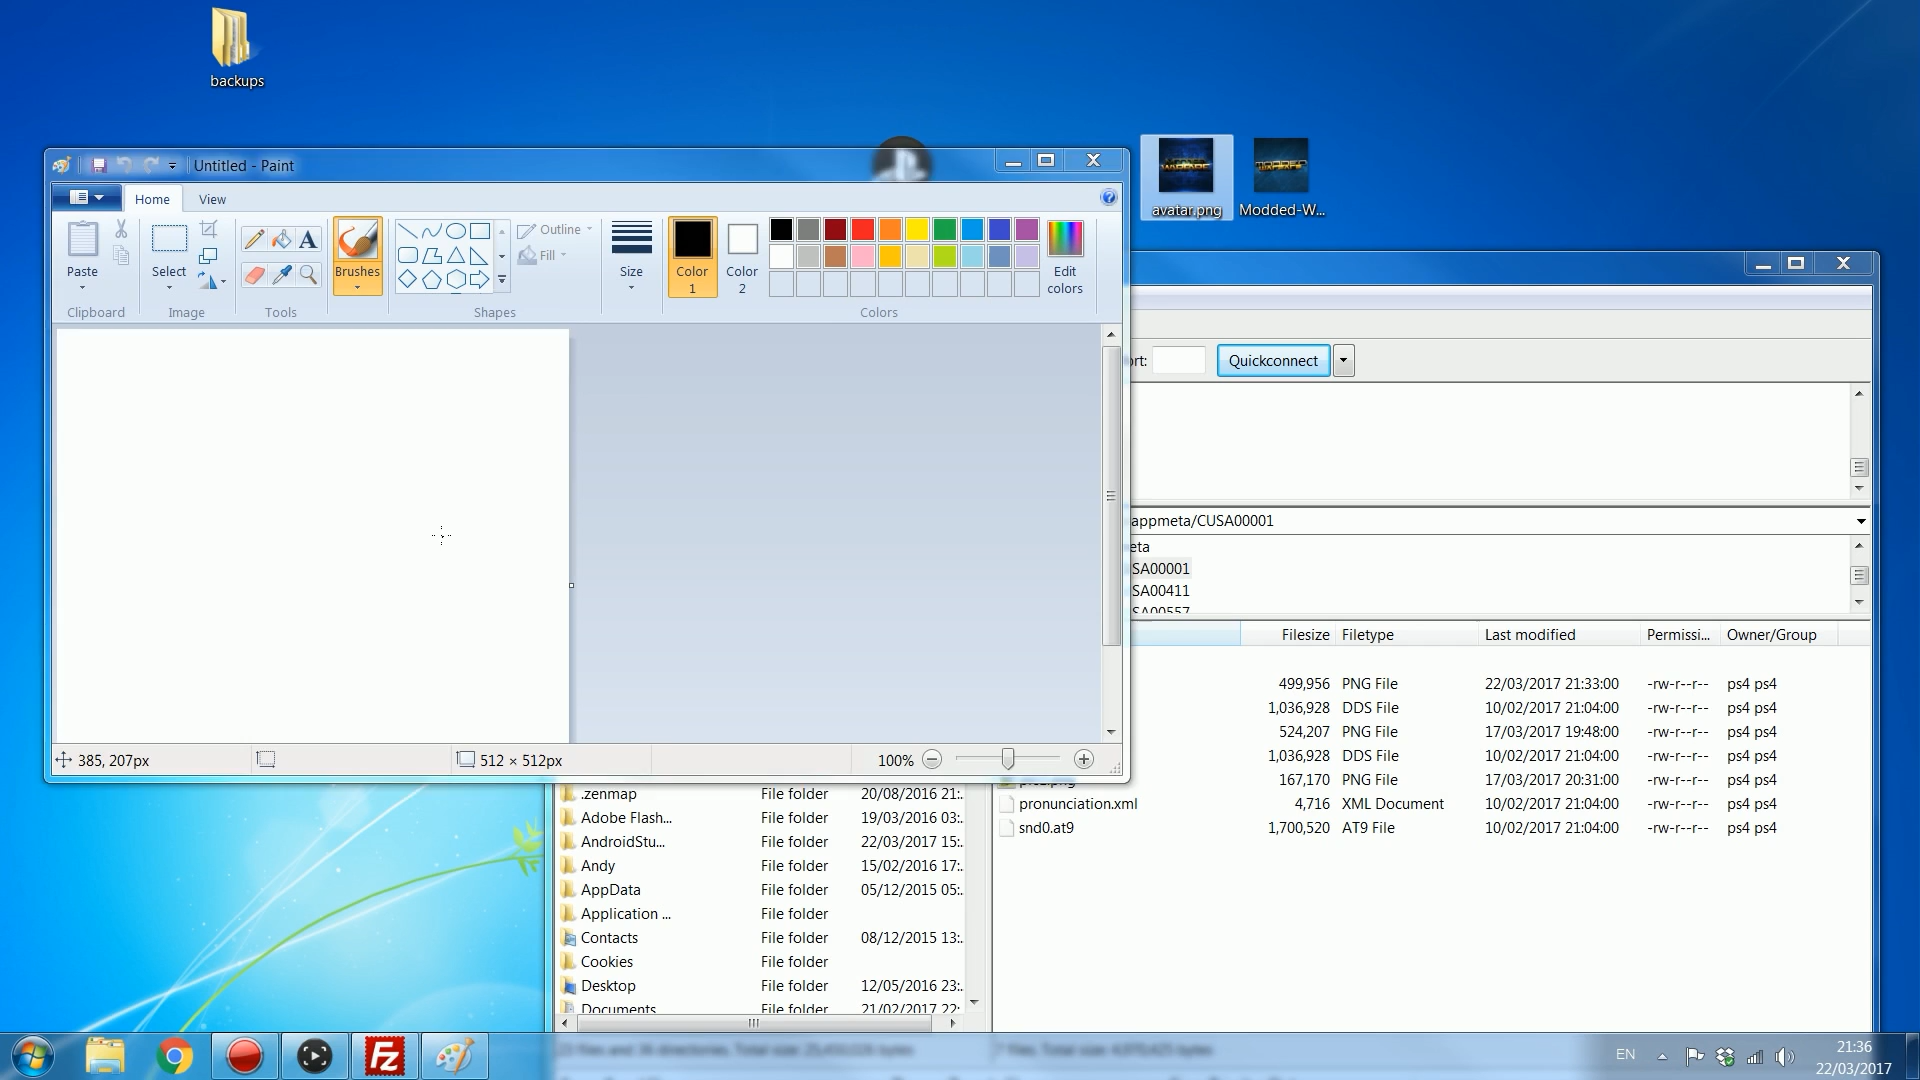 backups
avatar.png
Modded-W...
Untitled - Paint
Home
View
Paste
Select
Brushes
Outline
Fill
Size
Color
1
Color
2
Edit
colors
Clipboard
Image
Tools
Shapes
Colors
385, 207px
512 × 512px
100%
ort:
Quickconnect
appmeta/CUSA00001
eta
SA00001
SA00411
SA00557
Filesize Filetype Last modified Permissi... Owner/Group
499,956 PNG File 22/03/2017 21:33:00 -rw-r--r-- ps4 ps4
1,036,928 DDS File 10/02/2017 21:04:00 -rw-r--r-- ps4 ps4
524,207 PNG File 17/03/2017 19:48:00 -rw-r--r-- ps4 ps4
1,036,928 DDS File 10/02/2017 21:04:00 -rw-r--r-- ps4 ps4
167,170 PNG File 17/03/2017 20:31:00 -rw-r--r-- ps4 ps4
pronunciation.xml 4,716 XML Document 10/02/2017 21:04:00 -rw-r--r-- ps4 ps4
snd0.at9 1,700,520 AT9 File 10/02/2017 21:04:00 -rw-r--r-- ps4 ps4
.zenmap File folder 20/08/2016 21:..
Adobe Flash... File folder 19/03/2016 03:..
AndroidStu... File folder 22/03/2017 15:..
Andy File folder 15/02/2016 17:..
AppData File folder 05/12/2015 05:..
Application ... File folder
Contacts File folder 08/12/2015 13:..
Cookies File folder
Desktop File folder 12/05/2016 23:..
Documents File folder 21/02/2017 22:
EN
21:36
22/03/2017